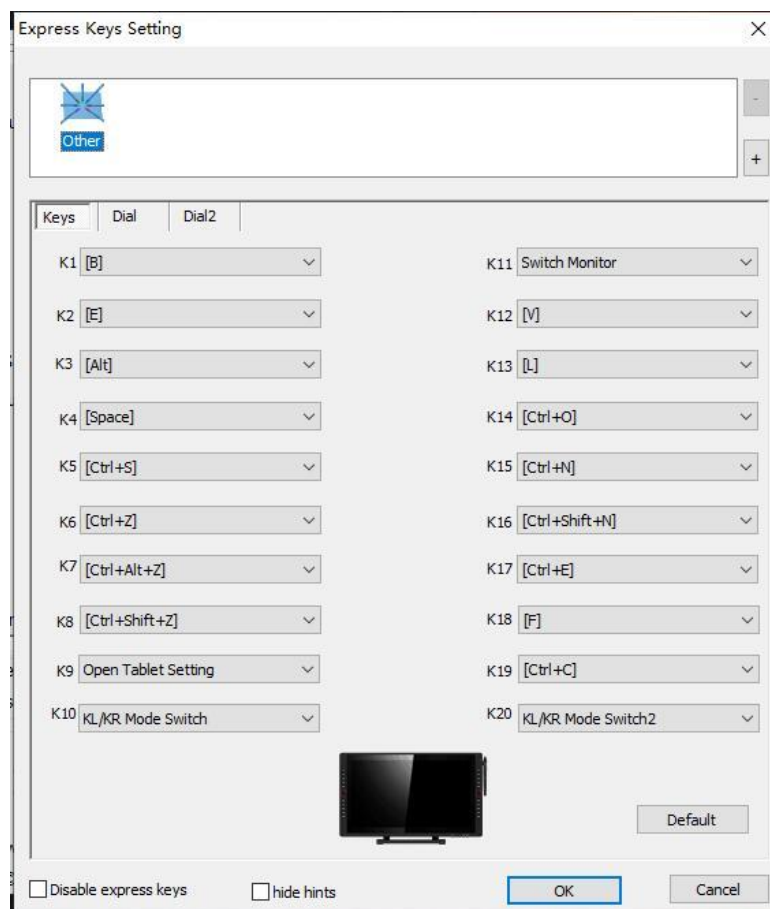 Express Keys Setting
Other
-
+
Keys Dial Dial2
K1 [B]
K2 [E]
K3 [Alt]
K4 [Space]
K5 [Ctrl+S]
K6 [Ctrl+Z]
K7 [Ctrl+Alt+Z]
K8 [Ctrl+Shift+Z]
K9 Open Tablet Setting
K10 KL/KR Mode Switch
K11 Switch Monitor
K12 [V]
K13 [L]
K14 [Ctrl+O]
K15 [Ctrl+N]
K16 [Ctrl+Shift+N]
K17 [Ctrl+E]
K18 [F]
K19 [Ctrl+C]
K20 KL/KR Mode Switch2
Default
Disable express keys
hide hints
OK
Cancel